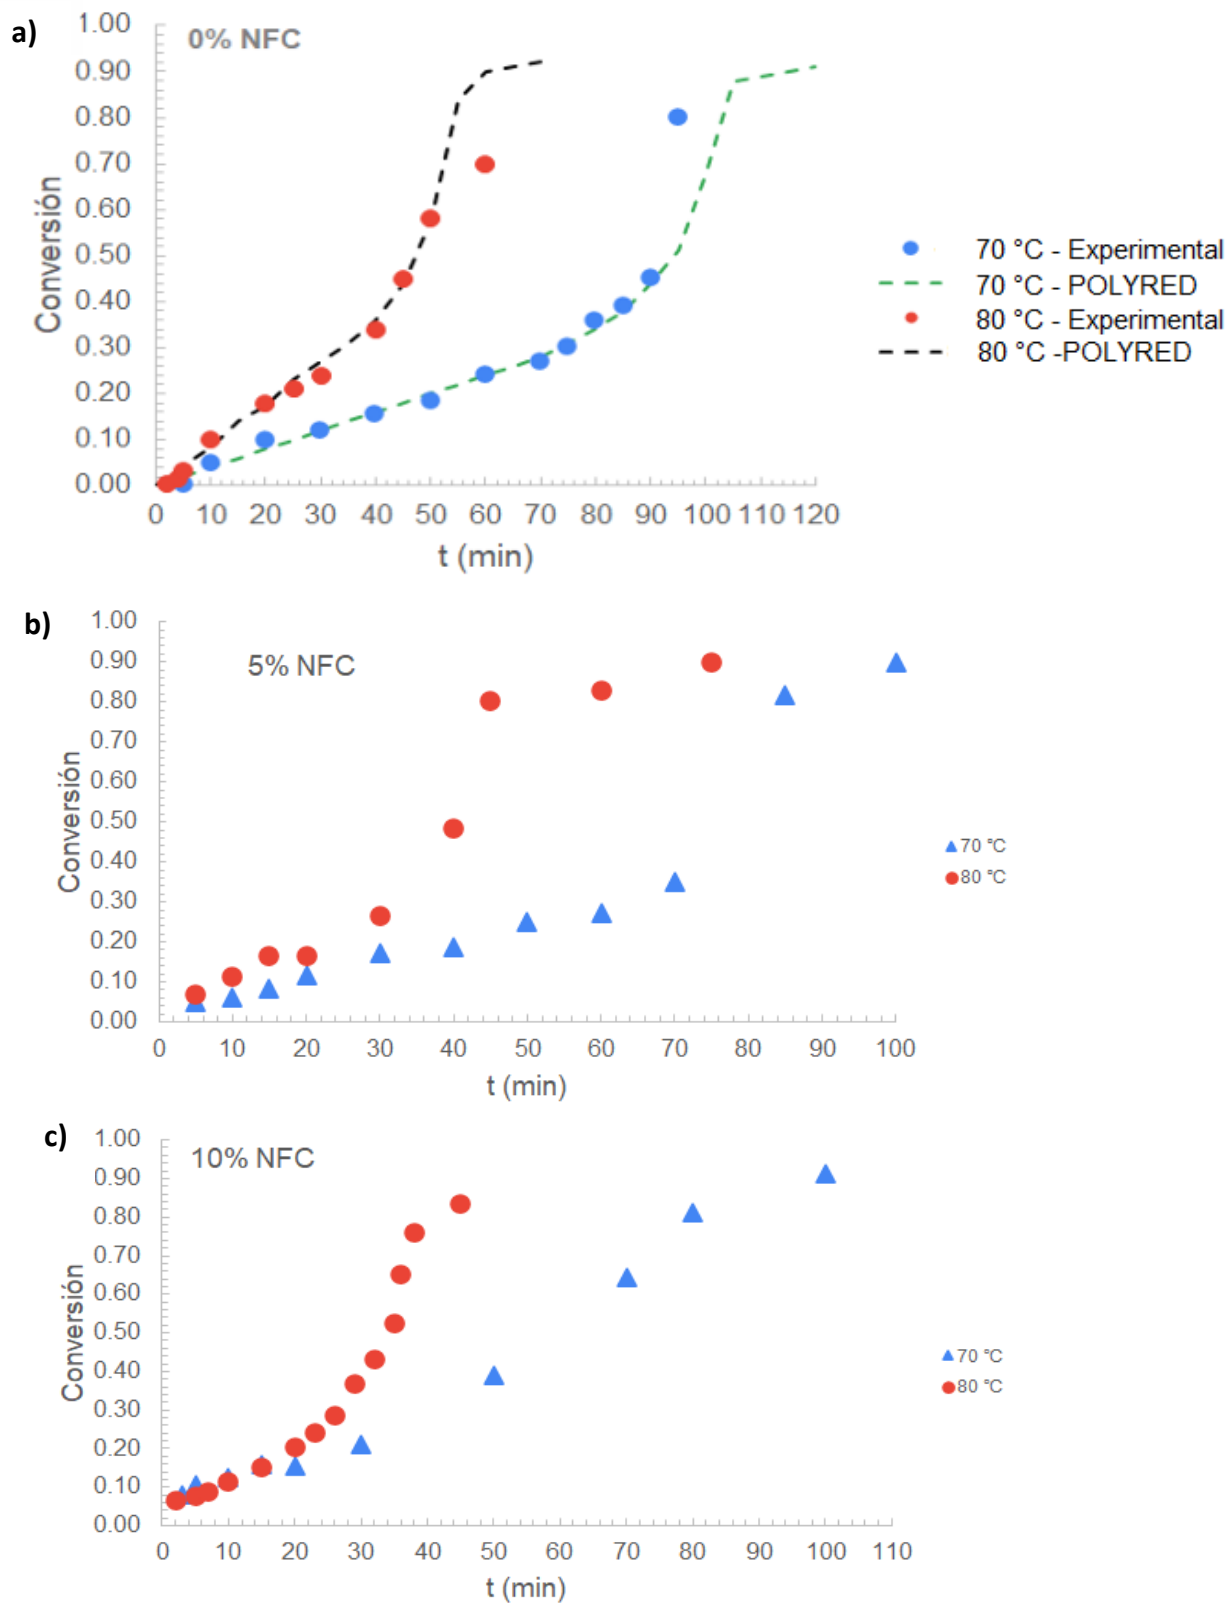 a)
0% NFC
1.00
0.90
0.80
0.70
0.60
0.50
0.40
0.30
0.20
0.10
0.00
Conversión
0 10 20 30 40 50 60 70 80 90 100 110 120
t (min)
70 °C - Experimental
70 °C - POLYRED
80 °C - Experimental
80 °C -POLYRED
b)
5% NFC
1.00
0.90
0.80
0.70
0.60
0.50
0.40
0.30
0.20
0.10
0.00
Conversión
0 10 20 30 40 50 60 70 80 90 100
t (min)
70 °C
80 °C
c)
10% NFC
1.00
0.90
0.80
0.70
0.60
0.50
0.40
0.30
0.20
0.10
0.00
Conversión
0 10 20 30 40 50 60 70 80 90 100 110
t (min)
70 °C
80 °C